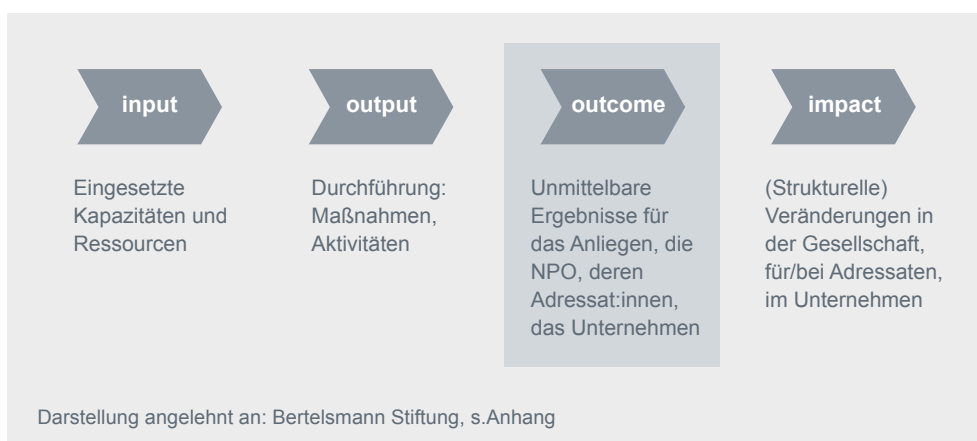 input
Eingesetzte
Kapazitäten und
Ressourcen
output
Durchführung:
Maßnahmen,
Aktivitäten
outcome
Unmittelbare
Ergebnisse für
das Anliegen, die
NPO, deren
Adressat:innen,
das Unternehmen
impact
(Strukturelle)
Veränderungen in
der Gesellschaft,
für/bei Adressaten,
im Unternehmen
Darstellung angelehnt an: Bertelsmann Stiftung, s.Anhang